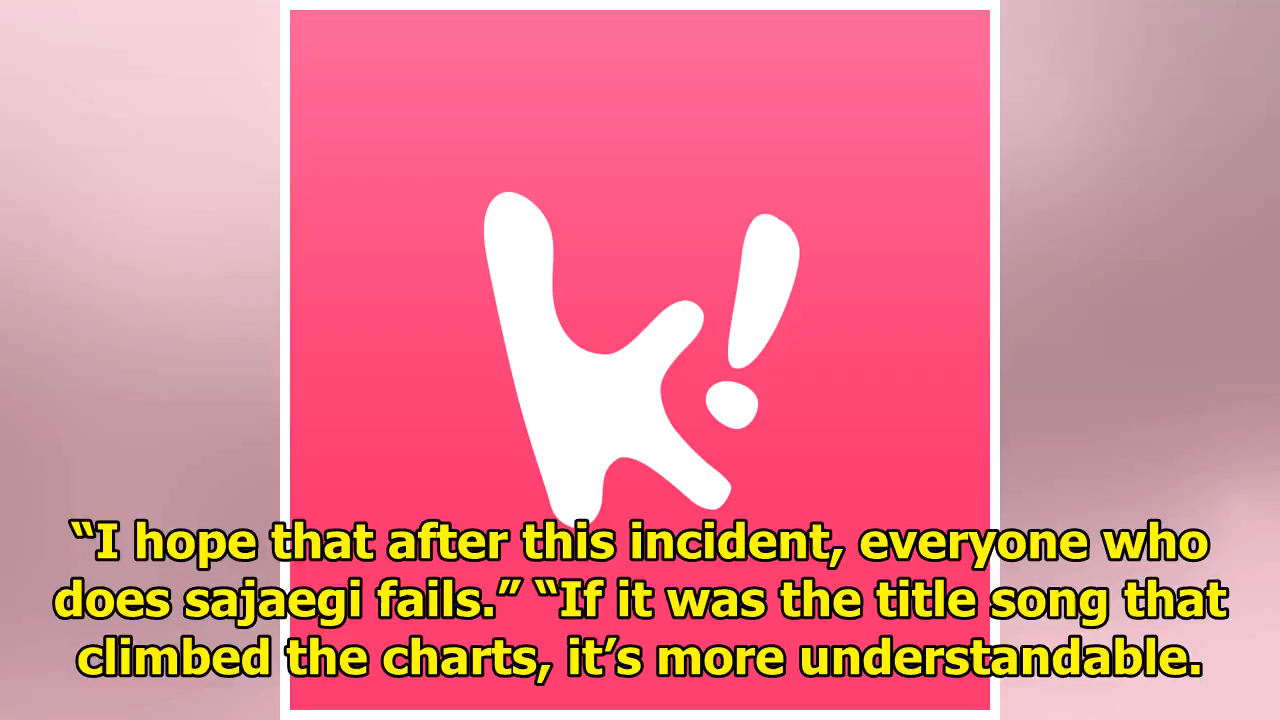 k!
“I hope that after this incident, everyone who
does sajaegi fails.” “If it was the title song that
climbed the charts, it’s more understandable.